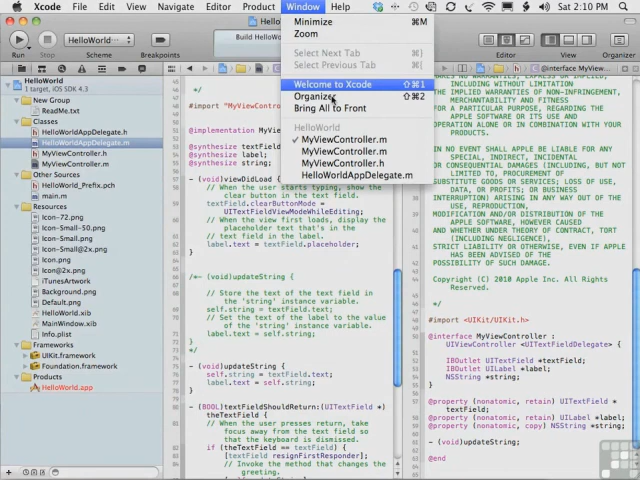 Xcode File Edit View Navigate Editor Product Window Help Sat 2:10 PM
HelloWorld
Run Stop Scheme Breakpoints Editor View
Build HelloWo
Minimize ⌘M
Zoom
Select Next Tab ⌘}
Select Previous Tab ⌘{
Welcome to Xcode ⇧⌘1
Organizer ⇧⌘2
Bring All to Front
HelloWorld
✓ MyViewController.m
MyViewController.m
MyViewController.h
HelloWorldAppDelegate.m
HelloWorld
1 target, iOS SDK 4.3
New Group
ReadMe.txt
Classes
HelloWorldAppDelegate.h
HelloWorldAppDelegate.m
MyViewController.h
MyViewController.m
Other Sources
HelloWorld_Prefix.pch
main.m
Resources
Icon-72.png
Icon-Small-50.png
Icon-Small.png
Icon-Small@2x.png
Icon.png
Icon@2x.png
iTunesArtwork
Background.png
Default.png
HelloWorld.xib
MainWindow.xib
Info.plist
Frameworks
UIKit.framework
Foundation.framework
Products
HelloWorld.app
*/
#import "MyViewContr
@implementation MyVie
@synthesize textField
@synthesize label;
@synthesize string;
- (void)viewDidLoad {
// When the user starts typing, show the
clear button in the text field.
textField.clearButtonMode =
UITextFieldViewModeWhileEditing;
// When the view first loads, display the
placeholder text that's in the
// text field in the label.
label.text = textField.placeholder;
}
/*- (void)updateString {
// Store the text of the text field in
the 'string' instance variable.
self.string = textField.text;
// Set the text of the label to the value
of the 'string' instance variable.
label.text = self.string;
}
*/
- (void)updateString {
self.string = textField.text;
label.text = self.string;
}
- (BOOL)textFieldShouldReturn:(UITextField *)
theTextField {
// When the user presses return, take
focus away from the text field so
that the keyboard is dismissed.
if (theTextField == textField) {
[textField resignFirstResponder];
// Invoke the method that changes the
greeting.
@interface MyViewCo
MAKES NO WARRANTIES, EXPRESS OR IMPLIED,
INCLUDING WITHOUT LIMITATION
THE IMPLIED WARRANTIES OF NON-INFRINGEMENT,
MERCHANTABILITY AND FITNESS
FOR A PARTICULAR PURPOSE, REGARDING THE
APPLE SOFTWARE OR ITS USE AND
OPERATION ALONE OR IN COMBINATION WITH YOUR
PRODUCTS.
IN NO EVENT SHALL APPLE BE LIABLE FOR ANY
SPECIAL, INDIRECT, INCIDENTAL
OR CONSEQUENTIAL DAMAGES (INCLUDING, BUT NOT
LIMITED TO, PROCUREMENT OF
SUBSTITUTE GOODS OR SERVICES; LOSS OF USE,
DATA, OR PROFITS; OR BUSINESS
INTERRUPTION) ARISING IN ANY WAY OUT OF THE
USE, REPRODUCTION,
MODIFICATION AND/OR DISTRIBUTION OF THE
APPLE SOFTWARE, HOWEVER CAUSED
AND WHETHER UNDER THEORY OF CONTRACT, TORT
(INCLUDING NEGLIGENCE),
STRICT LIABILITY OR OTHERWISE, EVEN IF APPLE
HAS BEEN ADVISED OF THE
POSSIBILITY OF SUCH DAMAGE.
Copyright (C) 2010 Apple Inc. All Rights
Reserved.
*/
#import <UIKit/UIKit.h>
@interface MyViewController :
UIViewController <UITextFieldDelegate> {
IBOutlet UITextField *textField;
IBOutlet UILabel *label;
NSString *string;
}
@property (nonatomic, retain) UITextField *
textField;
@property (nonatomic, retain) UILabel *label;
@property (nonatomic, copy) NSString *string;
- (void)updateString;
@end